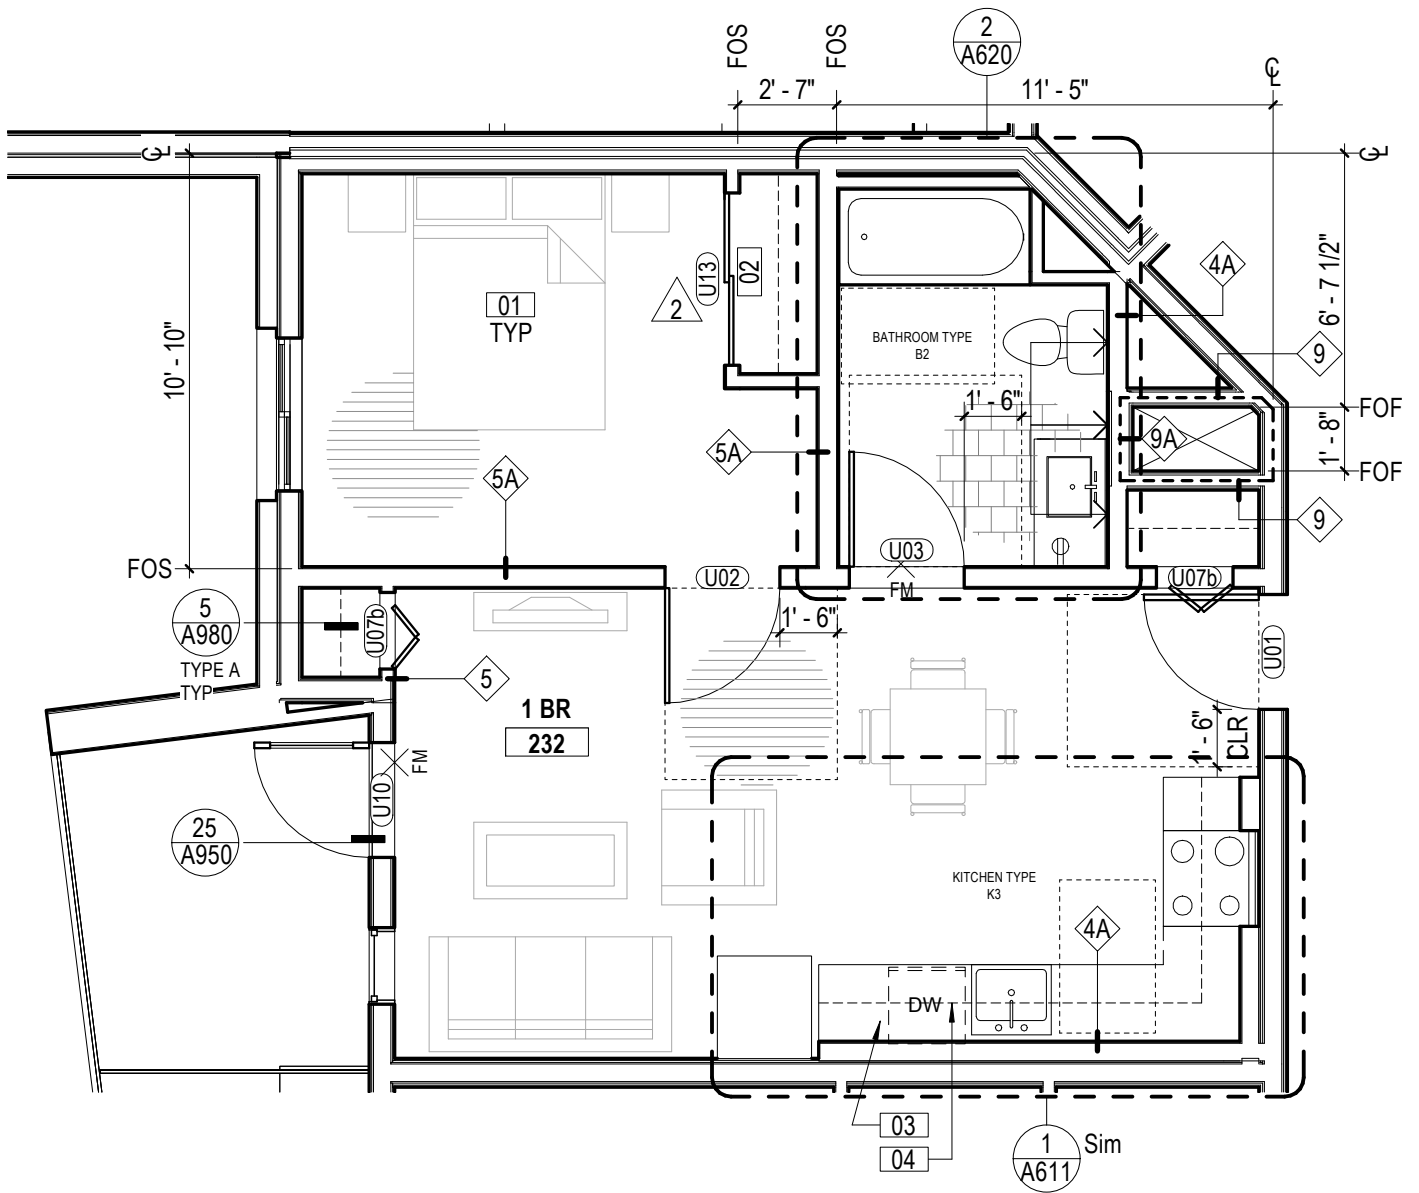 FOS
FOS
2
A620
℄
2' - 7"
11' - 5"
℄
℄
10' - 10"
6' - 7 1/2"
1' - 8"
FOF
FOF
4A
9
9A
9
01
TYP
2
U13
02
BATHROOM TYPE
B2
1' - 6"
5A
5A
FOS
U02
U03
FM
U07b
5
A980
TYPE A
TYP
U07b
1' - 6"
U01
5
1 BR
232
1' - 6"
CLR
FM
U10
25
A950
KITCHEN TYPE
K3
4A
DW
03
04
1
A611
Sim